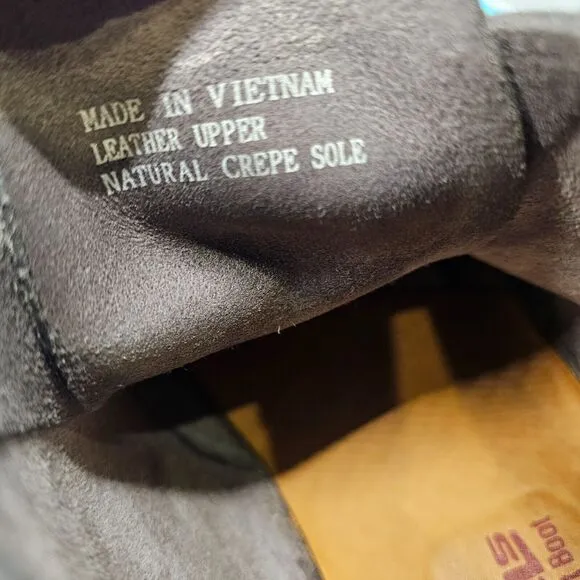 MADE IN VIETNAM
LEATHER UPPER
NATURAL CREPE SOLE
Boot